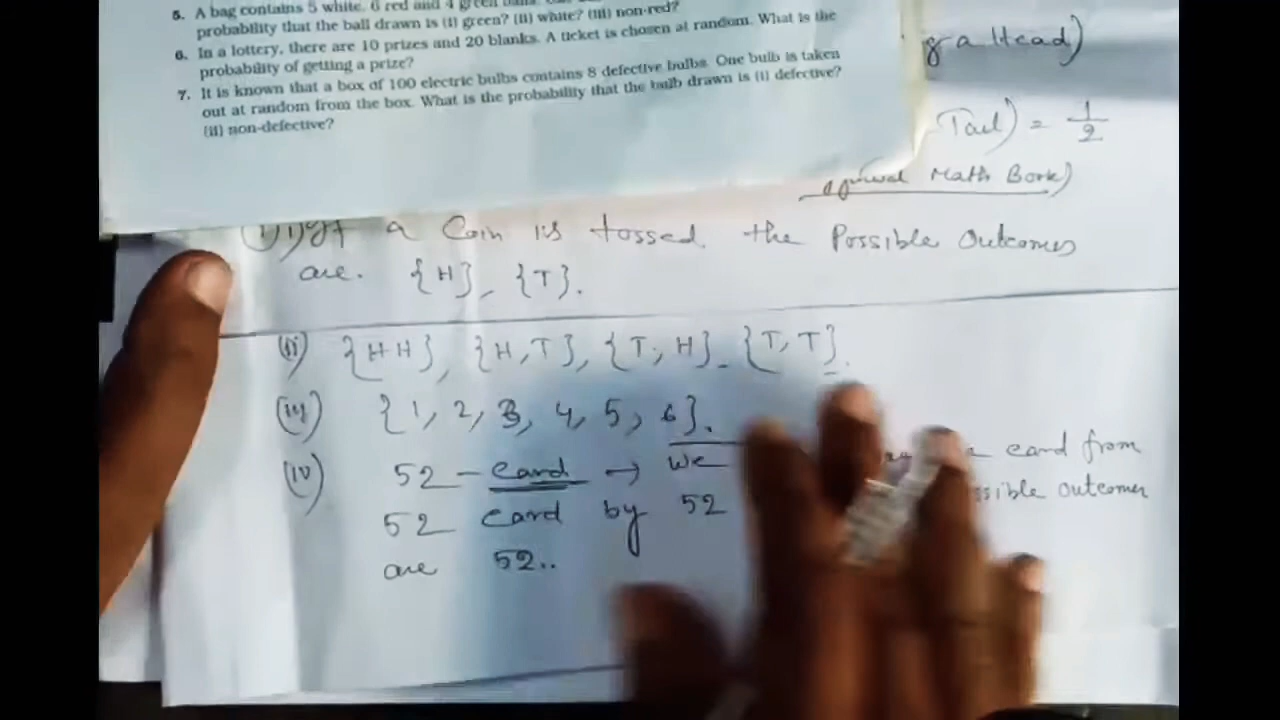 5. A bag contains 5 white, 6 red and 4 green
probability that the ball drawn is (i) green? (ii) white? (iii) non-red?
6. In a lottery, there are 10 prizes and 20 blanks. A ticket is chosen at random. What is the
probability of getting a prize?
7. It is known that a box of 100 electric bulbs contains 8 defective bulbs. One bulb is taken
out at random from the box. What is the probability that the bulb drawn is (i) defective?
(ii) non-defective?
g a Head)
Tail) = 1/2
Math Book)
a Coin is tossed the Possible Outcomes
are. {H}, {T}.
(ii) {HH}, {H,T}, {T,H}. {T,T}.
(iii) {1, 2, 3, 4, 5, 6}.
(iv) 52 - card → we card from
52 card by 52 ssible outcomes
are 52..